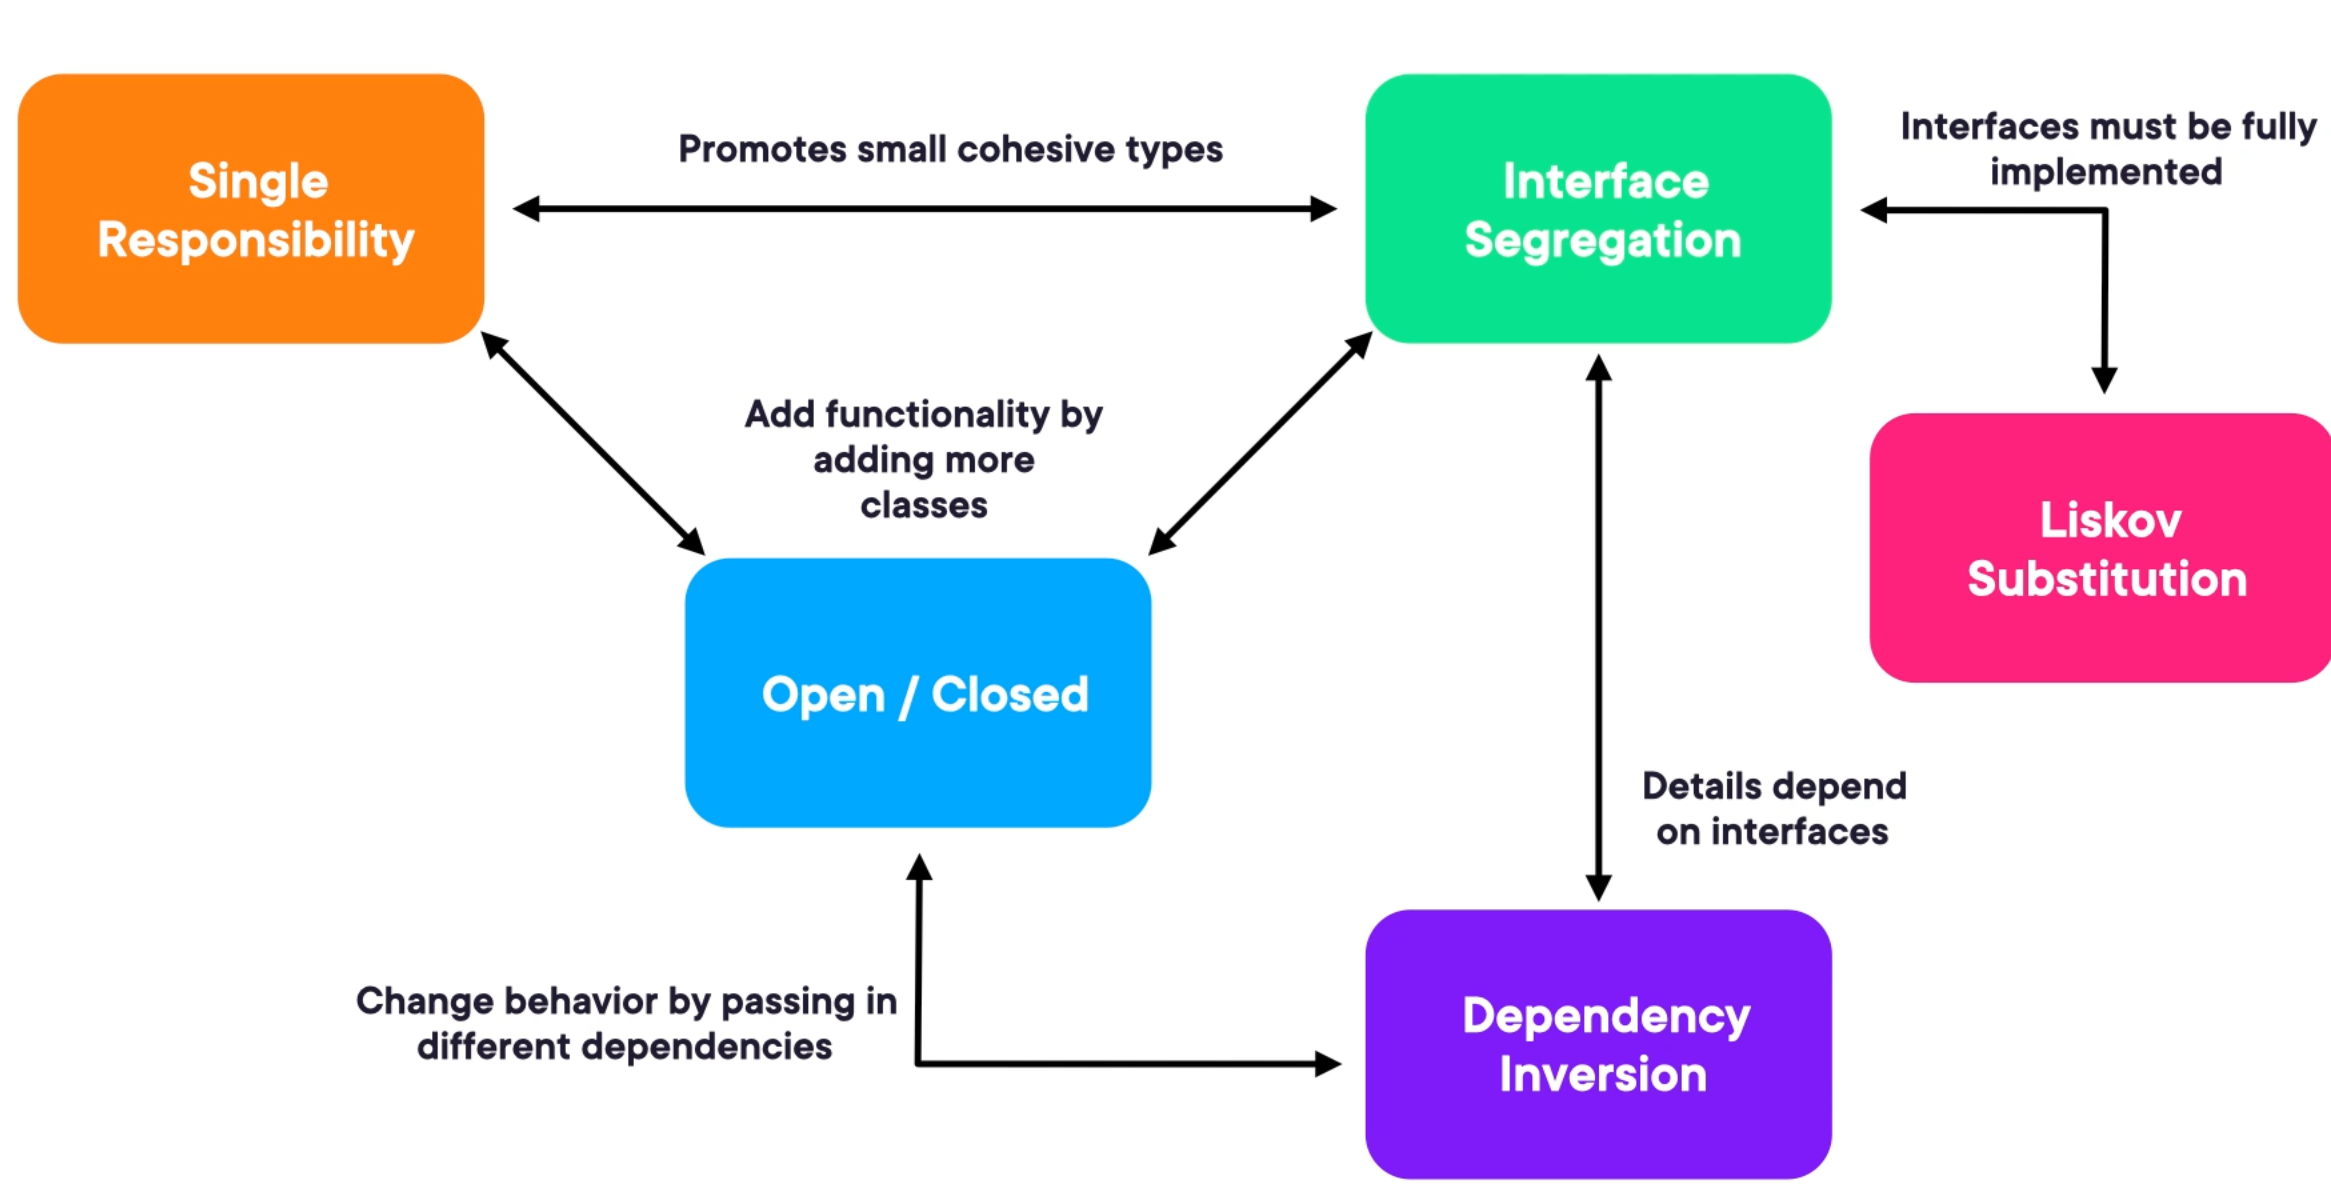 Single
Responsibility
Promotes small cohesive types
Interface
Segregation
Interfaces must be fully
implemented
Add functionality by
adding more
classes
Liskov
Substitution
Open / Closed
Details depend
on interfaces
Change behavior by passing in
different dependencies
Dependency
Inversion